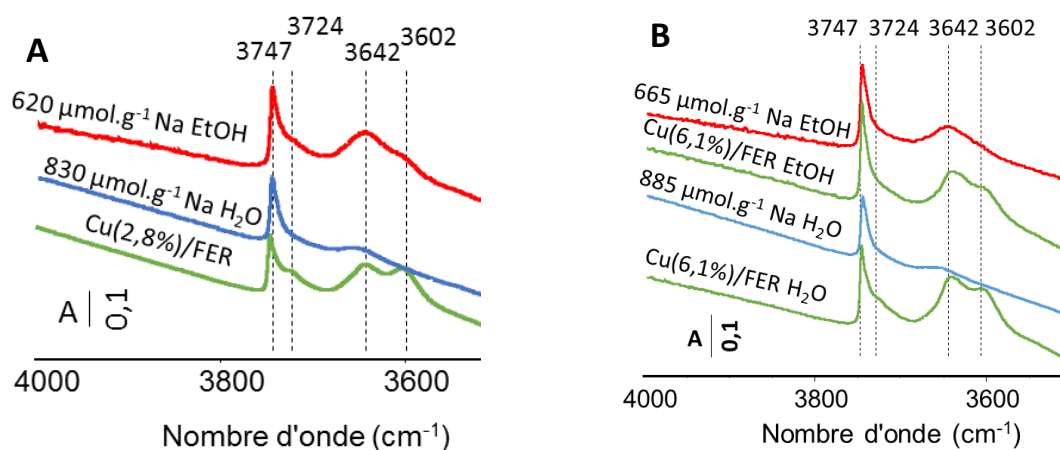 A
3747
3724
3642
3602
620 µmol.g⁻¹ Na EtOH
830 µmol.g⁻¹ Na H₂O
Cu(2,8%)/FER
A
0,1
4000
3800
3600
Nombre d'onde (cm⁻¹)
B
3747
3724
3642
3602
665 µmol.g⁻¹ Na EtOH
Cu(6,1%)/FER EtOH
885 µmol.g⁻¹ Na H₂O
Cu(6,1%)/FER H₂O
A
0,1
4000
3800
3600
Nombre d'onde (cm⁻¹)